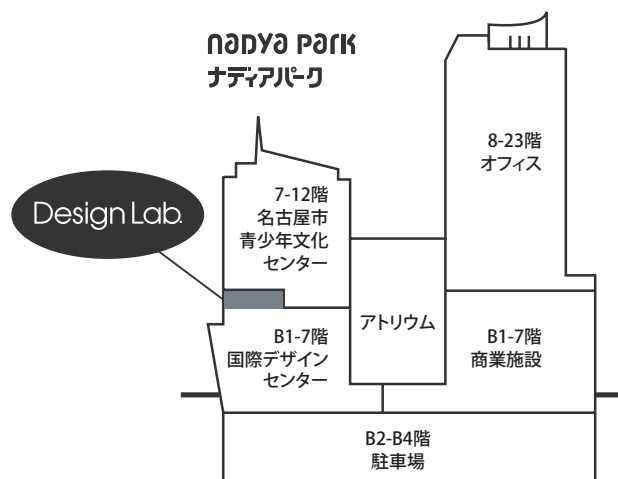 nadya park
ナディアパーク
8-23階
オフィス
Design Lab.
7-12階
名古屋市
青少年文化
センター
アトリウム
B1-7階
国際デザイン
センター
B1-7階
商業施設
B2-B4階
駐車場